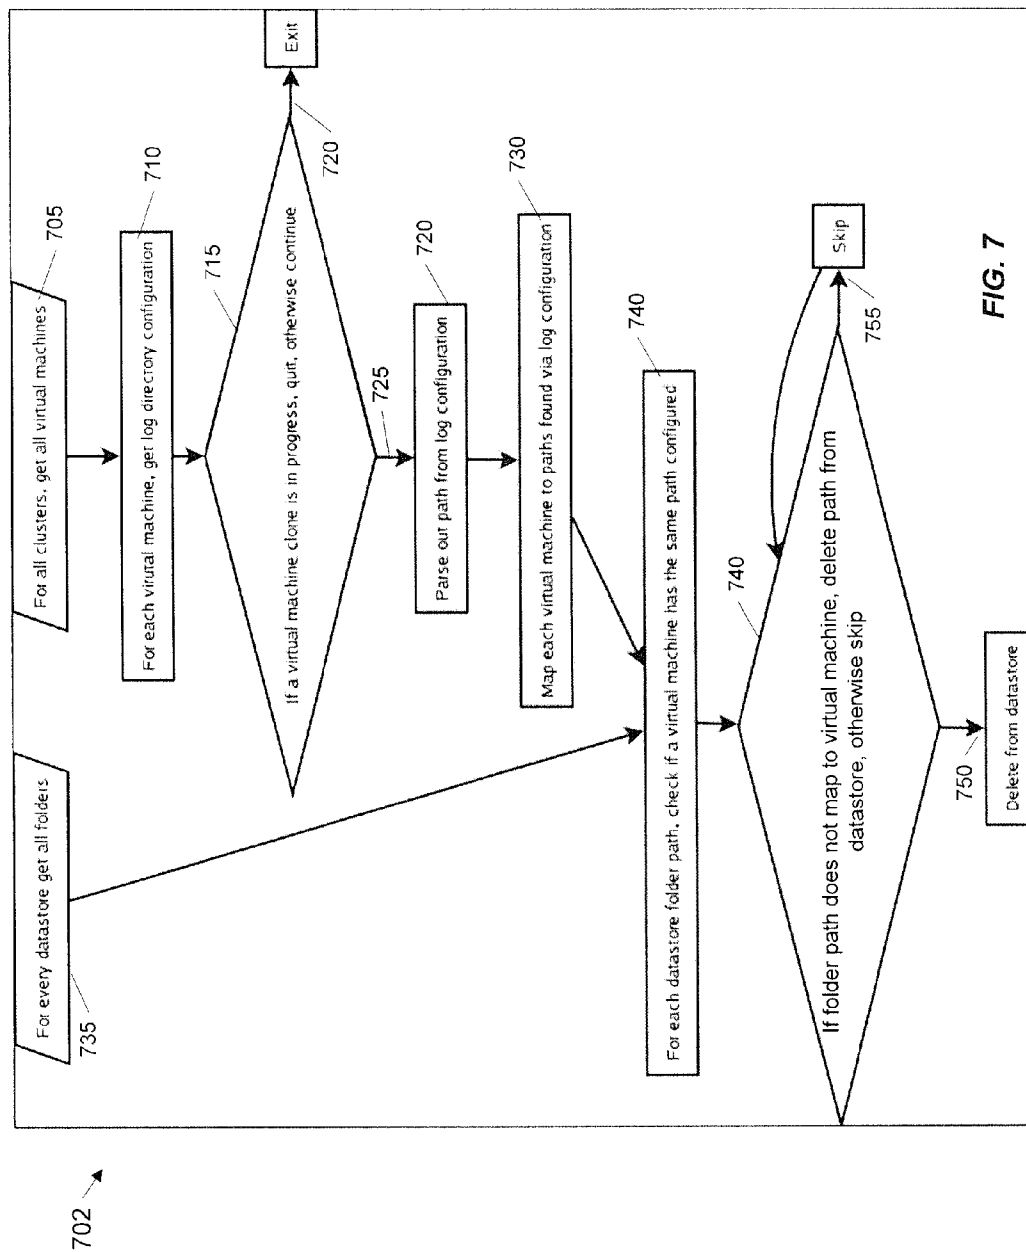 702
For every datastore get all folders
735
For all clusters, get all virtual machines
705
For each virutal machine, get log directory configuration
710
715
If a virtual machine clone is in progress, quit, otherwise continue
720
Exit
725
Parse out path from log configuration
720
Map each virtual machine to paths found via log configuration
730
For each datastore folder path, check if a virtual machine has the same path configured
740
740
If folder path does not map to virtual machine, delete path from
datastore, otherwise skip
755
Skip
750
Delete from datastore
FIG. 7